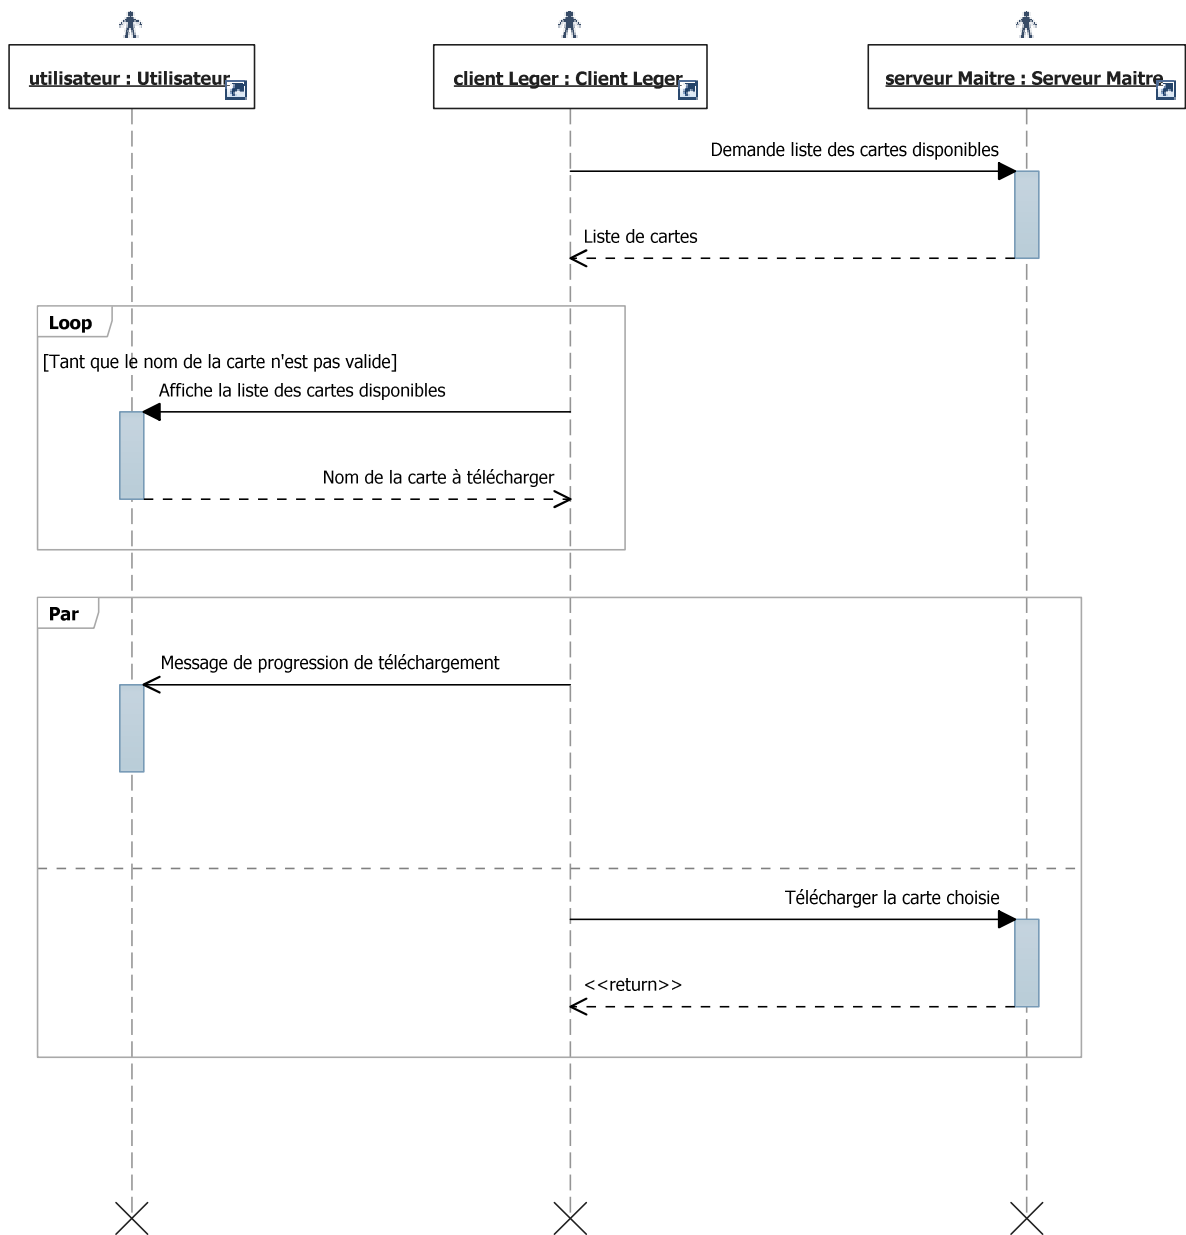 utilisateur : Utilisateur
client Leger : Client Leger
serveur Maitre : Serveur Maitre
Demande liste des cartes disponibles
Liste de cartes
Loop
[Tant que le nom de la carte n'est pas valide]
Affiche la liste des cartes disponibles
Nom de la carte à télécharger
Par
Message de progression de téléchargement
Télécharger la carte choisie
<<return>>